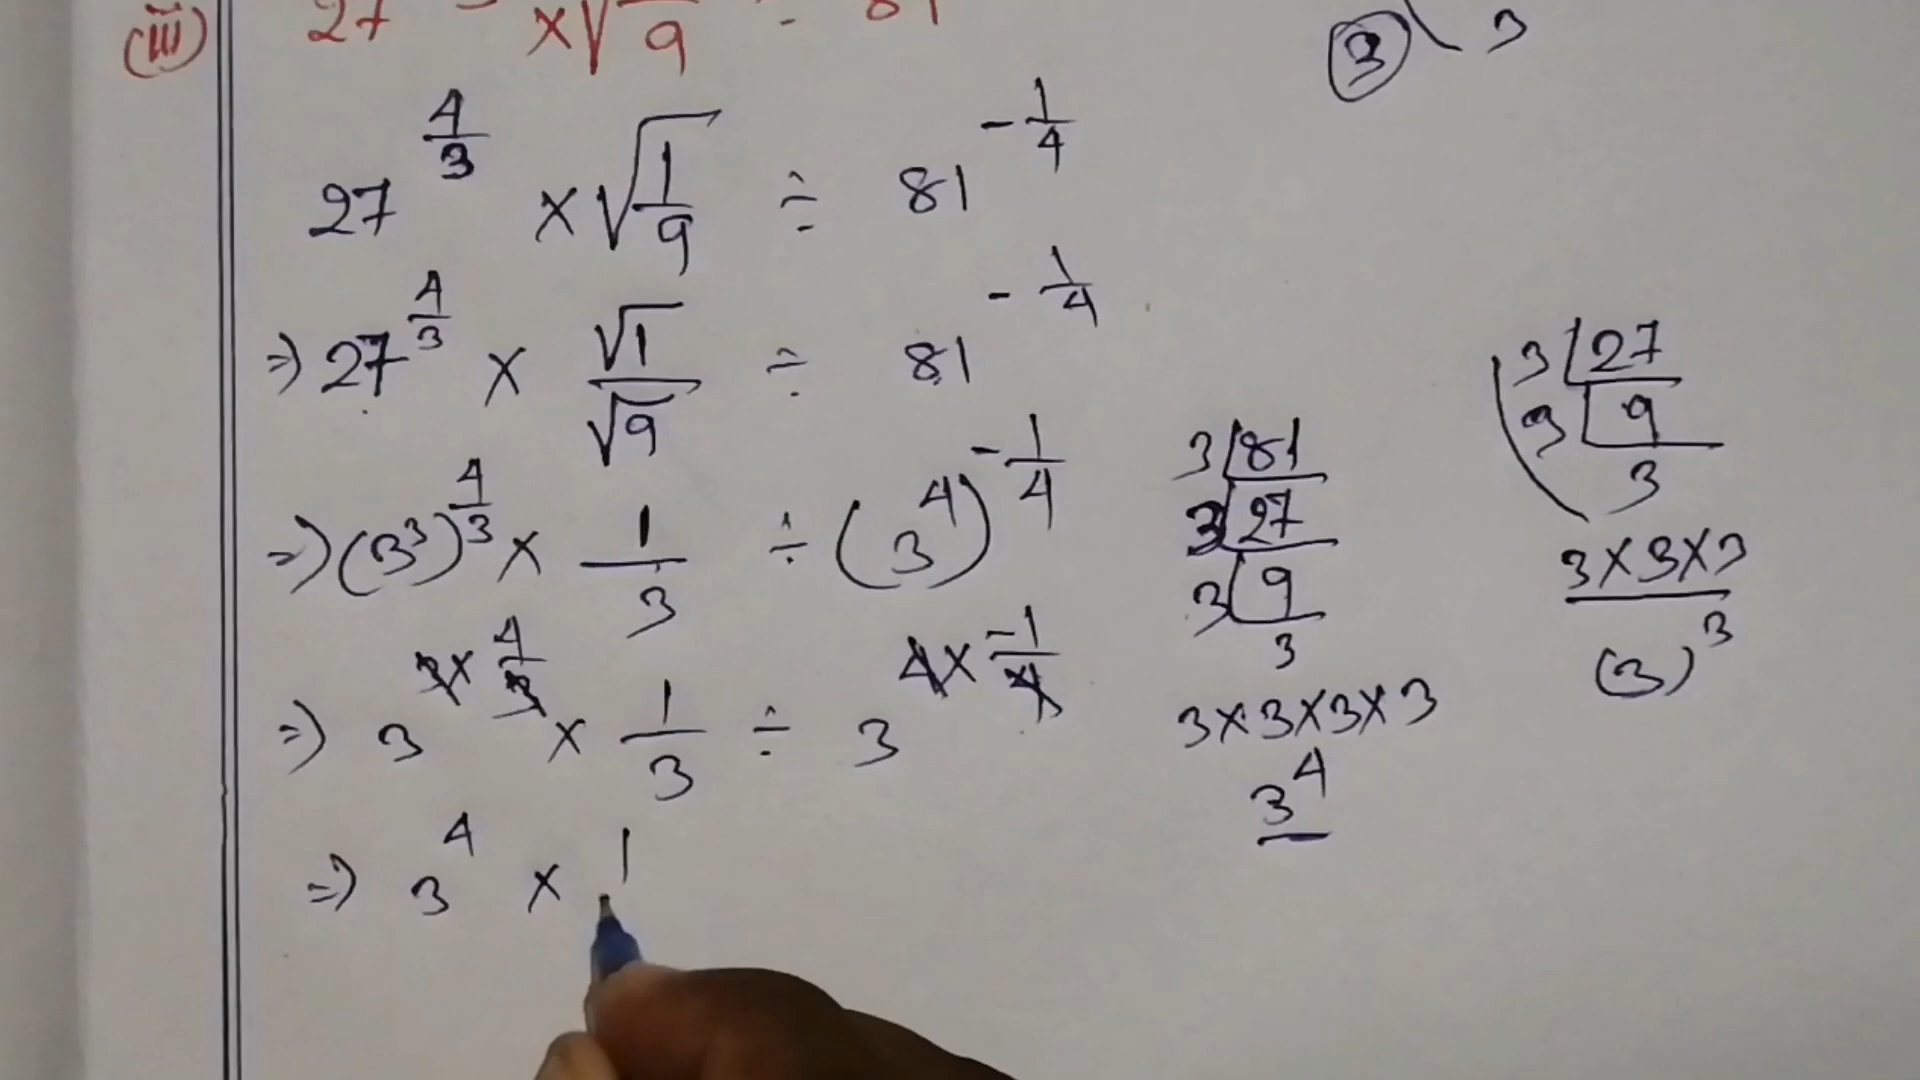 (iii) 27 × √ 9 ÷ 81
27^(4/3) × √(1/9) ÷ 81^(-1/4)
⇒) 27^(4/3) × √1/√9 ÷ 81^(-1/4)
⇒) (3³)^(4/3) × 1/3 ÷ (3⁴)^(-1/4)
⇒) 3^(3×4/3) × 1/3 ÷ 3^(4×-1/4)
⇒) 3⁴ × 1
3 3
3 | 81
3 | 27
3 | 9
3
3×3×3×3
3⁴
3 | 27
3 | 9
3
3×3×3
(3)³